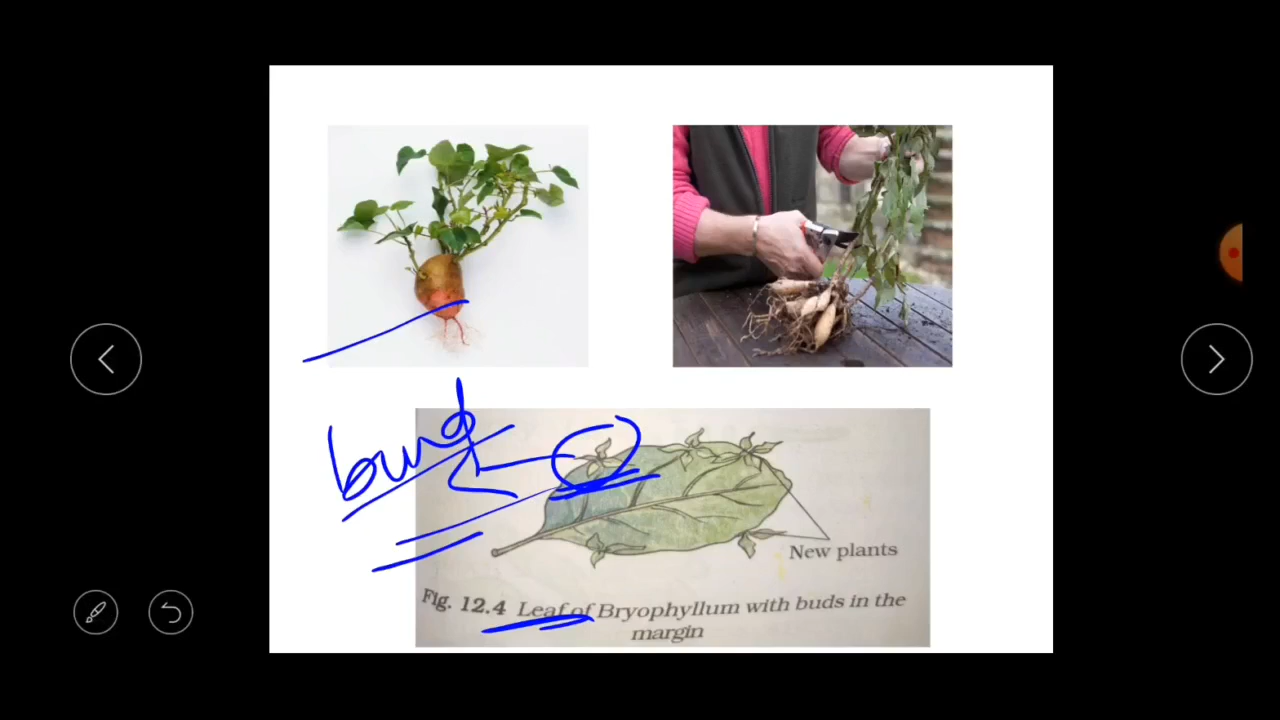 bud
New plants
Fig. 12.4 Leaf of Bryophyllum with buds in the
margin